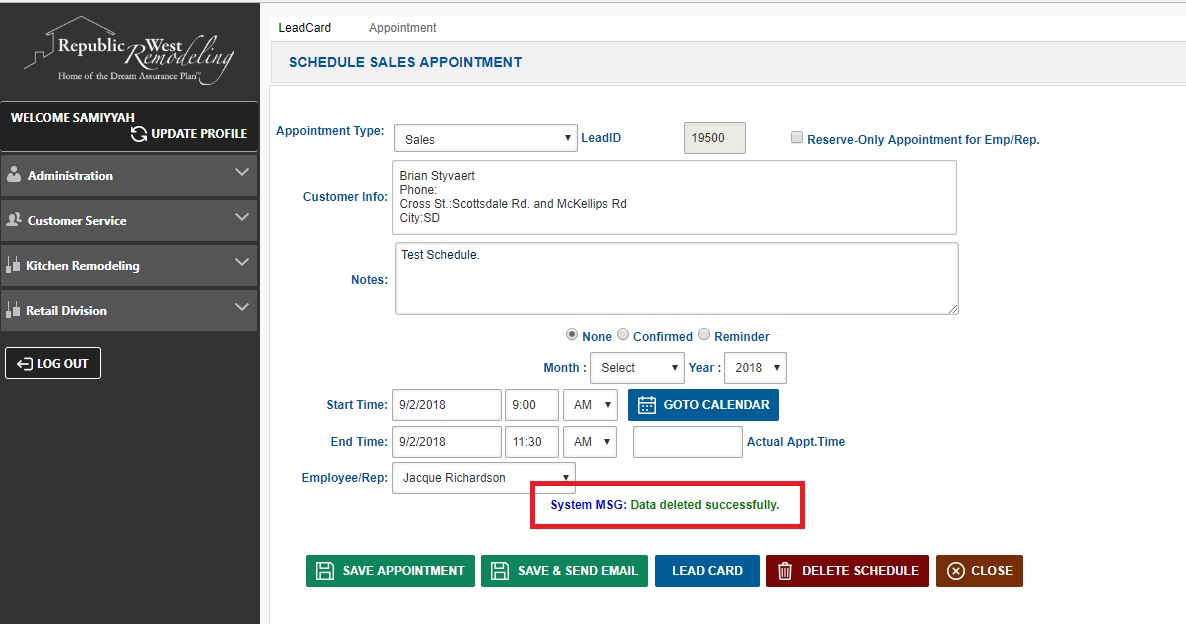 Republic West
Remodeling
Home of the Dream Assurance Plan™
WELCOME SAMIYYAH
UPDATE PROFILE
Administration
Customer Service
Kitchen Remodeling
Retail Division
LOG OUT
LeadCard Appointment
SCHEDULE SALES APPOINTMENT
Appointment Type: Sales LeadID 19500 Reserve-Only Appointment for Emp/Rep.
Customer Info:
Brian Styvaert
Phone:
Cross St.:Scottsdale Rd. and McKellips Rd
City:SD
Notes:
Test Schedule.
None Confirmed Reminder
Month : Select Year : 2018
Start Time: 9/2/2018 9:00 AM GOTO CALENDAR
End Time: 9/2/2018 11:30 AM Actual Appt.Time
Employee/Rep: Jacque Richardson
System MSG: Data deleted successfully.
SAVE APPOINTMENT SAVE & SEND EMAIL LEAD CARD DELETE SCHEDULE CLOSE